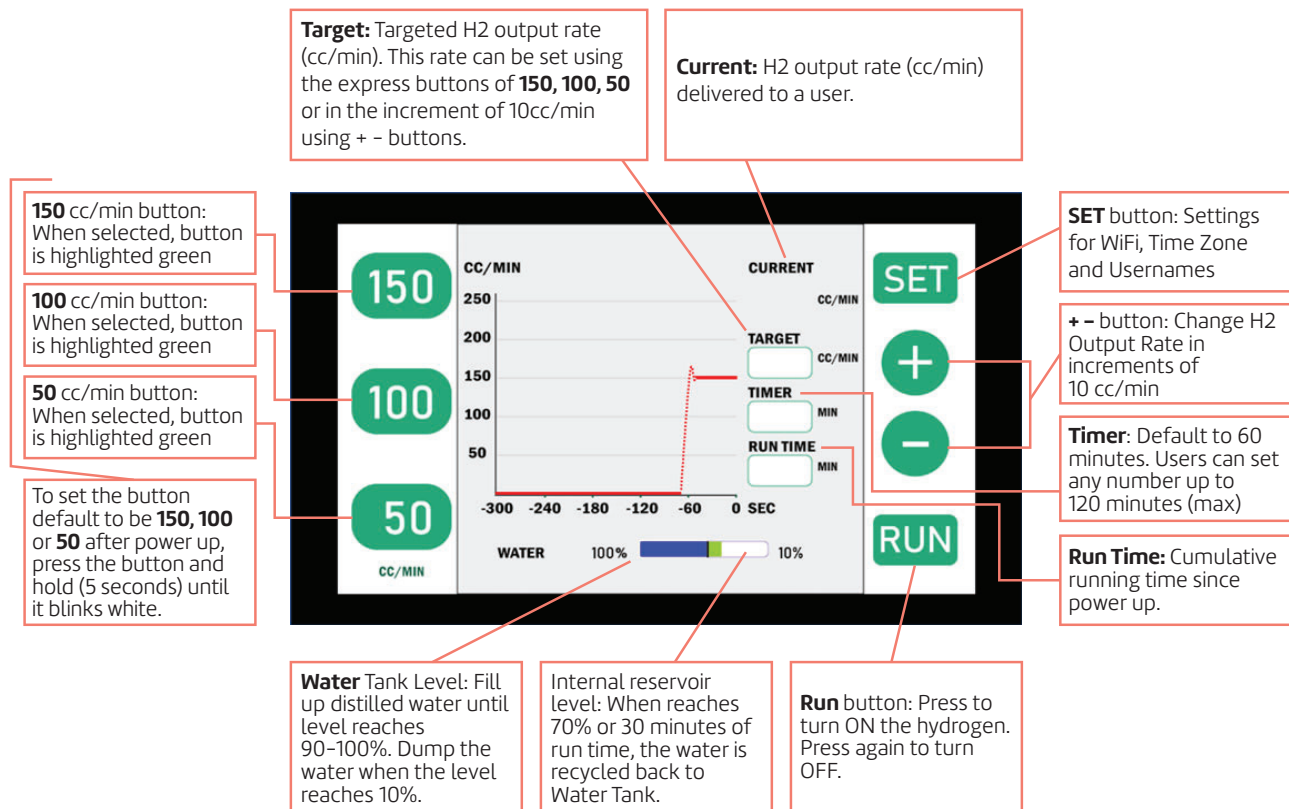 Target: Targeted H2 output rate
(cc/min). This rate can be set using
the express buttons of 150, 100, 50
or in the increment of 10cc/min
using + - buttons.
Current: H2 output rate (cc/min)
delivered to a user.
150 cc/min button:
When selected, button
is highlighted green
100 cc/min button:
When selected, button
is highlighted green
50 cc/min button:
When selected, button
is highlighted green
To set the button
default to be 150, 100
or 50 after power up,
press the button and
hold (5 seconds) until
it blinks white.
150
100
50
CC/MIN
CC/MIN
250
200
150
100
50
-300 -240 -180 -120 -60 0 SEC
WATER 100% 10%
CURRENT
CC/MIN
TARGET
CC/MIN
TIMER
MIN
RUN TIME
MIN
SET
+
-
RUN
SET button: Settings
for WiFi, Time Zone
and Usernames
+ - button: Change H2
Output Rate in
increments of
10 cc/min
Timer: Default to 60
minutes. Users can set
any number up to
120 minutes (max)
Run Time: Cumulative
running time since
power up.
Water Tank Level: Fill
up distilled water until
level reaches
90-100%. Dump the
water when the level
reaches 10%.
Internal reservoir
level: When reaches
70% or 30 minutes of
run time, the water is
recycled back to
Water Tank.
Run button: Press to
turn ON the hydrogen.
Press again to turn
OFF.